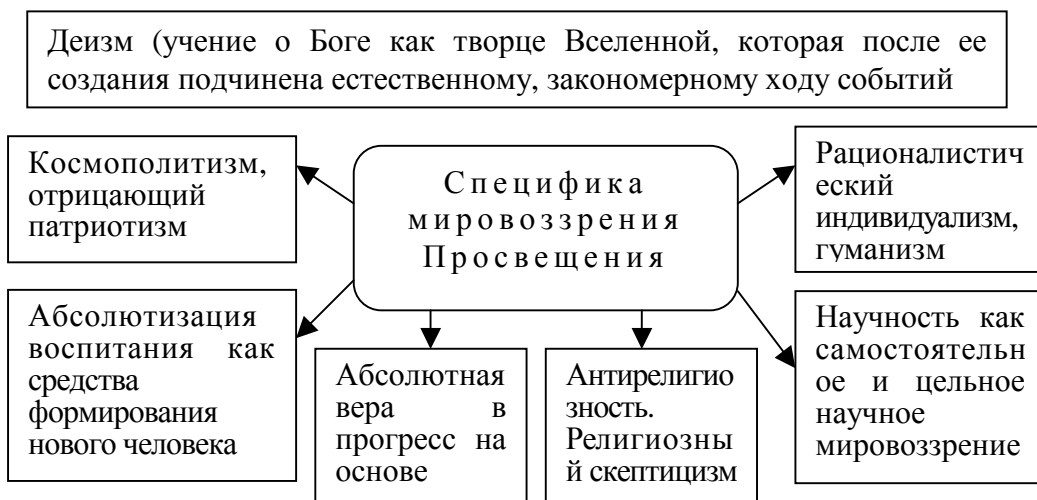 Деизм (учение о Боге как творце Вселенной, которая после ее
создания подчинена естественному, закономерному ходу событий
Космополитизм,
отрицающий
патриотизм
Специфика
мировоззрения
Просвещения
Рационалистич
еский
индивидуализм,
гуманизм
Абсолютизация
воспитания как
средства
формирования
нового человека
Абсолютная
вера в
прогресс на
основе
Антирелигио
зность.
Религиозны
й скептицизм
Научность как
самостоятельн
ое и цельное
научное
мировоззрение